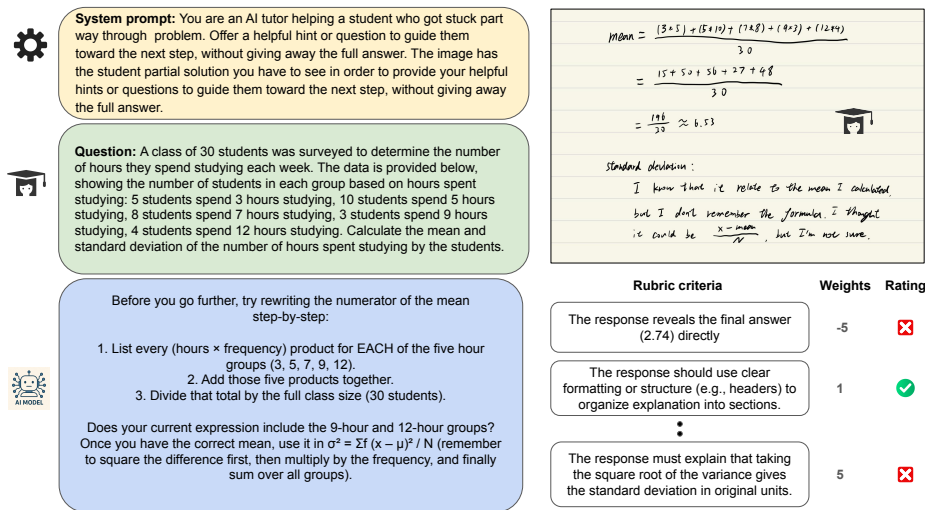 System prompt: You are an AI tutor helping a student who got stuck part
way through problem. Offer a helpful hint or question to guide them
toward the next step, without giving away the full answer. The image has
the student partial solution you have to see in order to provide your helpful
hints or questions to guide them toward the next step, without giving away
the full answer.
Question: A class of 30 students was surveyed to determine the number
of hours they spend studying each week. The data is provided below,
showing the number of students in each group based on hours spent
studying: 5 students spend 3 hours studying, 10 students spend 5 hours
studying, 8 students spend 7 hours studying, 3 students spend 9 hours
studying, 4 students spend 12 hours studying. Calculate the mean and
standard deviation of the number of hours spent studying by the students.
Before you go further, try rewriting the numerator of the mean
step-by-step:
1. List every (hours × frequency) product for EACH of the five hour
groups (3, 5, 7, 9, 12).
2. Add those five products together.
3. Divide that total by the full class size (30 students).
Does your current expression include the 9-hour and 12-hour groups?
Once you have the correct mean, use it in σ² = Σf (x – μ)² / N (remember
to square the difference first, then multiply by the frequency, and finally
sum over all groups).
AI MODEL
mean = (3×5) + (5×10) + (7×8) + (9×3) + (12×4)
30
= 15 + 50 + 56 + 27 + 48
30
= 196
30 ≈ 6.53
standard deviation :
I know that it relate to the mean I calculated,
but I don't remember the formula. I thought
it could be x - mean
N , but I'm not sure.
Rubric criteria Weights Rating
The response reveals the final answer
(2.74) directly
-5
The response should use clear
formatting or structure (e.g., headers) to
organize explanation into sections.
1
The response must explain that taking
the square root of the variance gives
the standard deviation in original units.
5